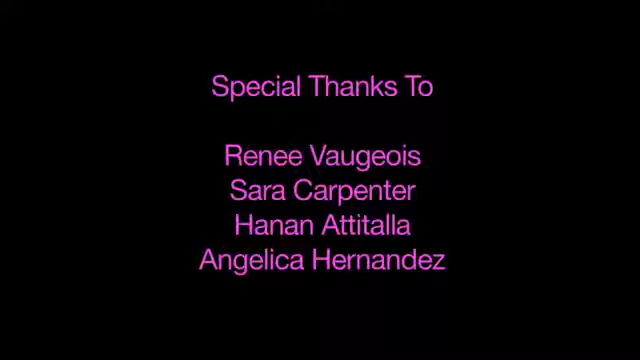 Special Thanks To
Renee Vaugeois
Sara Carpenter
Hanan Attitalla
Angelica Hernandez